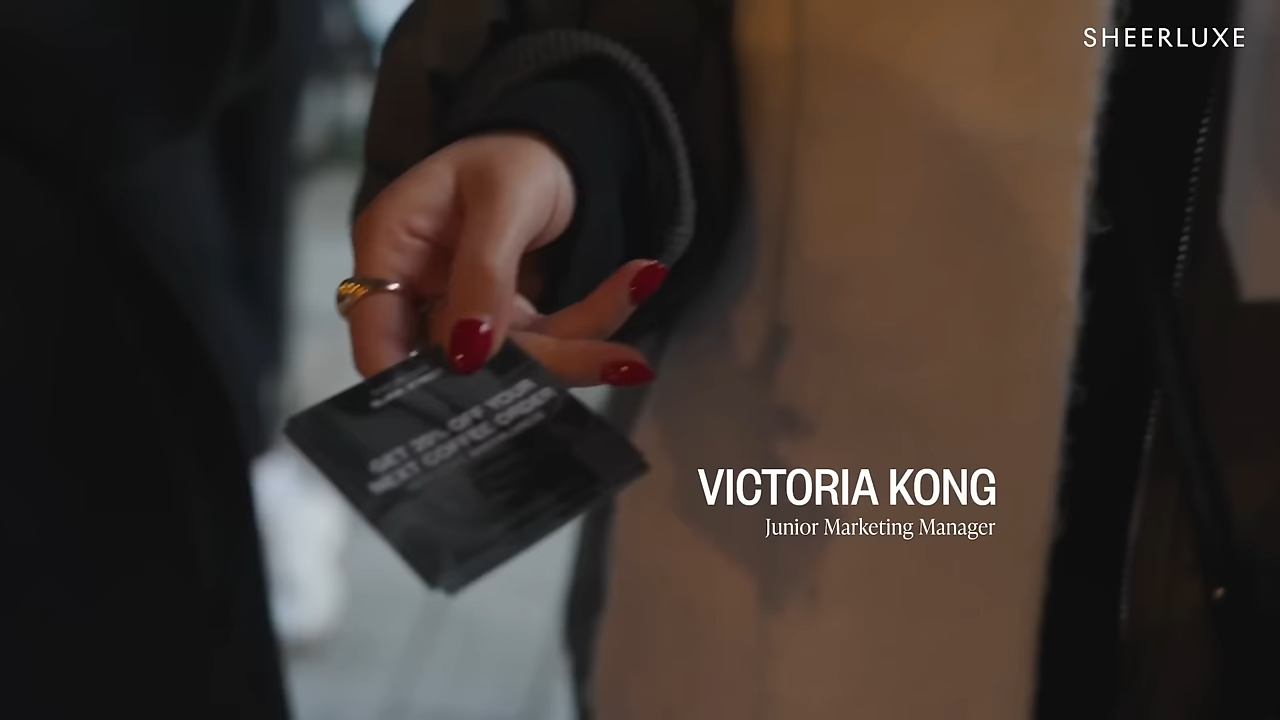 SHEERLUXE
GET 20% OFF YOUR
NEXT COFFEE ORDER
VICTORIA KONG
Junior Marketing Manager